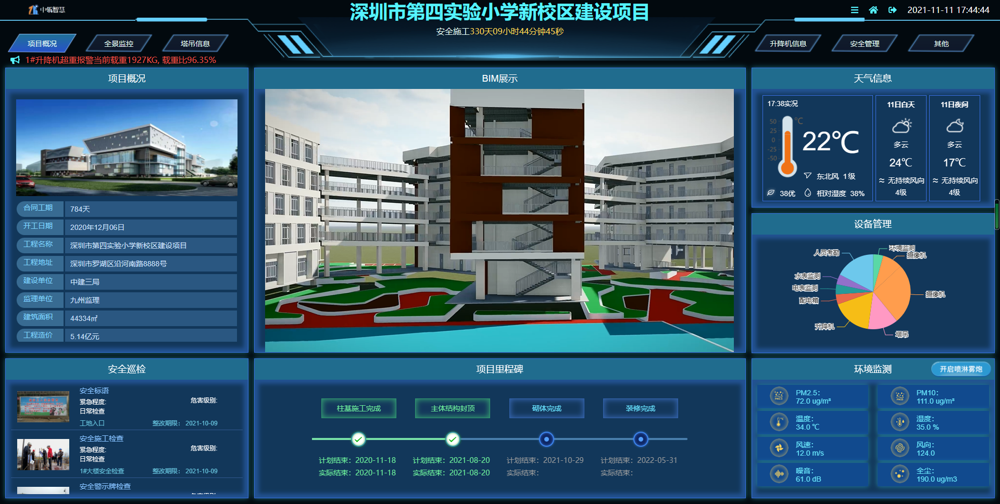 中瓴智慧
深圳市第四实验小学新校区建设项目
2021-11-11 17:44:44
安全施工330天09小时44分钟45秒
项目概况
全景监控
塔吊信息
升降机信息
安全管理
其他
1#升降机超重报警当前载重1927KG, 载重比96.35%
项目概况
合同工期 784天
开工日期 2020年12月06日
工程名称 深圳市第四实验小学新校区建设项目
工程地址 深圳市罗湖区沿河南路8888号
建设单位 中建三局
监理单位 九州监理
建筑面积 44334㎡
工程造价 5.14亿元
BIM展示
天气信息
17:38实况
50
25
0
-25
-50
℃
22℃
东北风 1级
38优
相对湿度 38%
11日白天
多云
24℃
无持续风向
4级
11日夜间
多云
17℃
无持续风向
4级
设备管理
环境监测
摄像机
摄像机
塔吊
升降机
配电箱
电表监测
水表监测
人员考勤
安全巡检
安全标语
紧急程度:
危害级别:
日常检查
工地入口
整改期限： 2021-10-09
安全施工检查
紧急程度:
危害级别:
日常检查
1#大楼安全检查
整改期限： 2021-10-09
安全警示牌检查
项目里程碑
柱基施工完成
主体结构封顶
砌体完成
装修完成
计划结束：2020-11-18
实际结束：2020-11-18
计划结束：2021-08-20
实际结束：2021-08-20
计划结束：2021-10-29
实际结束：
计划结束：2022-05-31
实际结束：
环境监测
开启喷淋雾炮
PM2.5：
72.0 ug/m³
PM10：
111.0 ug/m³
温度：
34.0 ℃
湿度：
35.0 %
风速：
12.0 m/s
风向：
124.0
噪音：
61.0 dB
全尘：
190.0 ug/m3